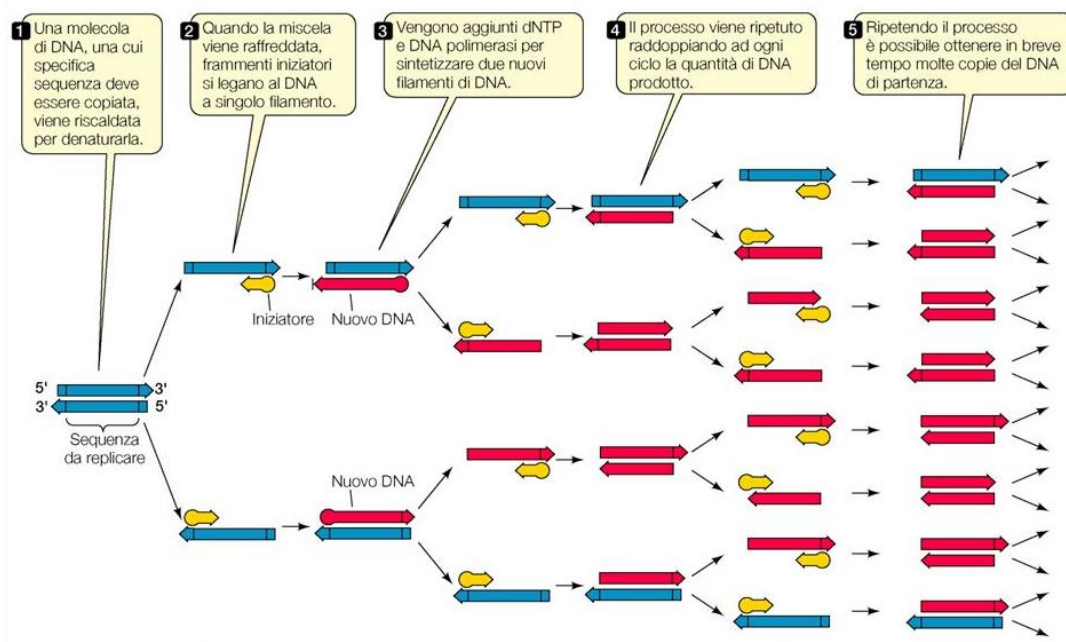 1 Una molecola
di DNA, una cui
specifica
sequenza deve
essere copiata,
viene riscaldata
per denaturarla.
2 Quando la miscela
viene raffreddata,
frammenti iniziatori
si legano al DNA
a singolo filamento.
3 Vengono aggiunti dNTP
e DNA polimerasi per
sintetizzare due nuovi
filamenti di DNA.
4 Il processo viene ripetuto
raddoppiando ad ogni
ciclo la quantità di DNA
prodotto.
5 Ripetendo il processo
è possibile ottenere in breve
tempo molte copie del DNA
di partenza.
Iniziatore
Nuovo DNA
5' 3'
3' 5'
Sequenza
da replicare
Nuovo DNA